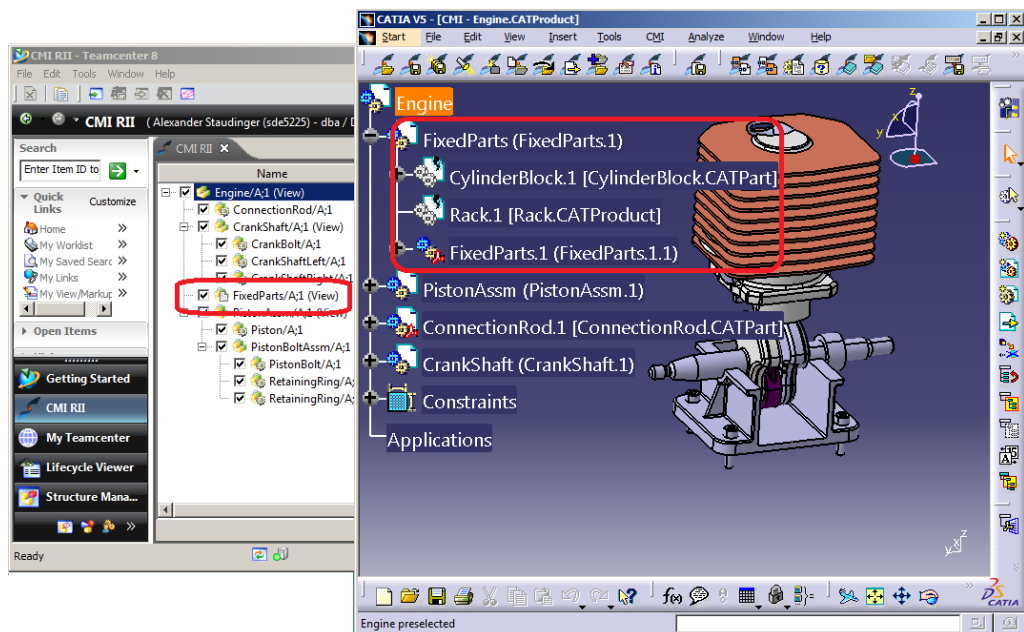 CMI RII - Teamcenter 8
File Edit Tools Window Help
CMI RII ( Alexander Staudinger (sde5225) - dba /
Search
Enter Item ID to
Quick Links Customize
Home
My Worklist
My Saved Searc
My Links
My View/Markup
Open Items
Getting Started
CMI RII
My Teamcenter
Lifecycle Viewer
Structure Mana...
Ready
CMI RII
Name
Engine/A;1 (View)
ConnectionRod/A;1
CrankShaft/A;1 (View)
CrankBolt/A;1
CrankShaftLeft/A;1
CrankShaftRight/A;1
FixedParts/A;1 (View)
PistonAssm/A;1 (View)
Piston/A;1
PistonBoltAssm/A;1
PistonBolt/A;1
RetainingRing/A;
RetainingRing/A;
CATIA V5 - [CMI - Engine.CATProduct]
Start File Edit View Insert Tools CMI Analyze Window Help
Engine
FixedParts (FixedParts.1)
CylinderBlock.1 [CylinderBlock.CATPart]
Rack.1 [Rack.CATProduct]
FixedParts.1 (FixedParts.1.1)
PistonAssm (PistonAssm.1)
ConnectionRod.1 [ConnectionRod.CATPart]
CrankShaft (CrankShaft.1)
Constraints
Applications
z
y
z
x
y
f(x)
CATIA
Engine preselected